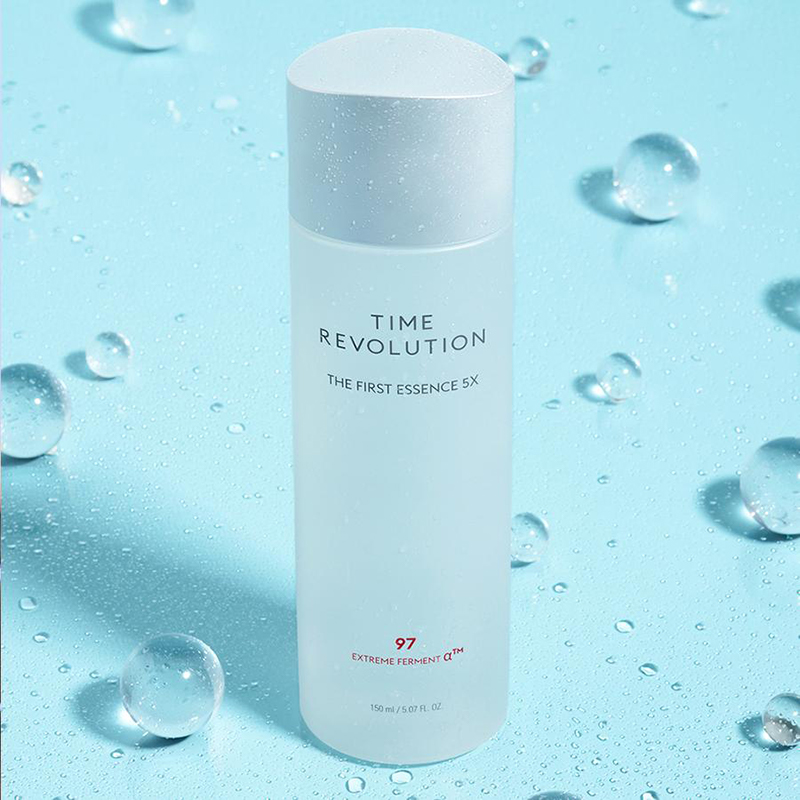 TIME
REVOLUTION
THE FIRST ESSENCE 5X
97
EXTREME FERMENT α™
150 ml / 5.07 FL. OZ.